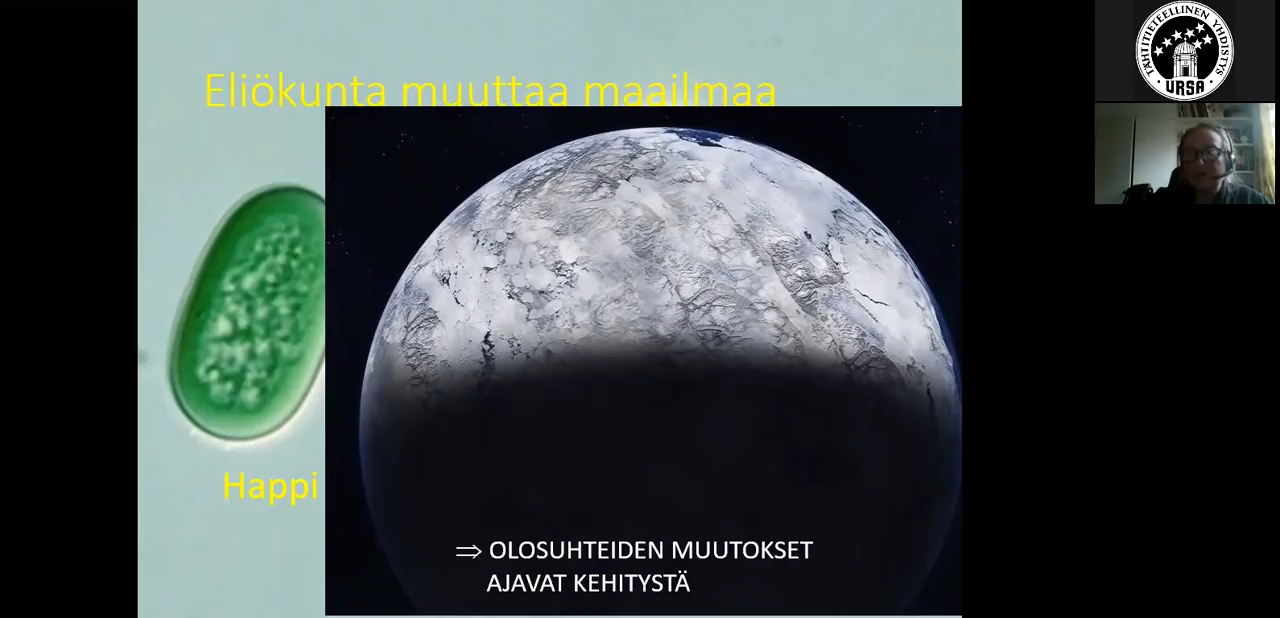 Eliökunta muuttaa maailmaa
Happi
⇒ OLOSUHTEIDEN MUUTOKSET
AJAVAT KEHITYSTÄ
TÄHTITIETEELLINEN YHDISTYS
URSA